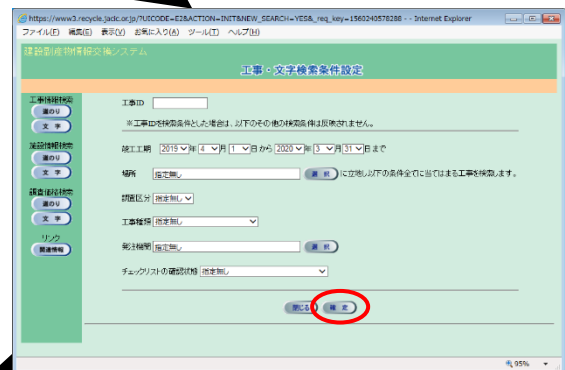 https://www3.recycle.jacic.or.jp/?UICODE=E2&ACTION=INIT&NEW_SEARCH=YES&_req_key=1560240578288 - - Internet Explorer
ファイル(F) 編集(E) 表示(V) お気に入り(A) ツール(T) ヘルプ(H)
建設副産物情報交換システム
工事・文字検索条件設定
工事情報検索
選のり
文 字
施設情報検索
選のり
文 字
調査価格検索
選のり
文 字
リンク
関連情報
工事ID
※工事IDを検索条件とした場合は、以下のその他の検索条件は反映されません。
竣工工期 2019 年 4 月 1 日から 2020 年 3 月 31 日まで
場所 指定無し 選 択 に立地し以下の条件全てに当てはまる工事を検索します。
調査区分 指定無し
工事種類 指定無し
発注機関 指定無し 選 択
チェックリストの確認状態 指定無し
閉じる 確 定
95%